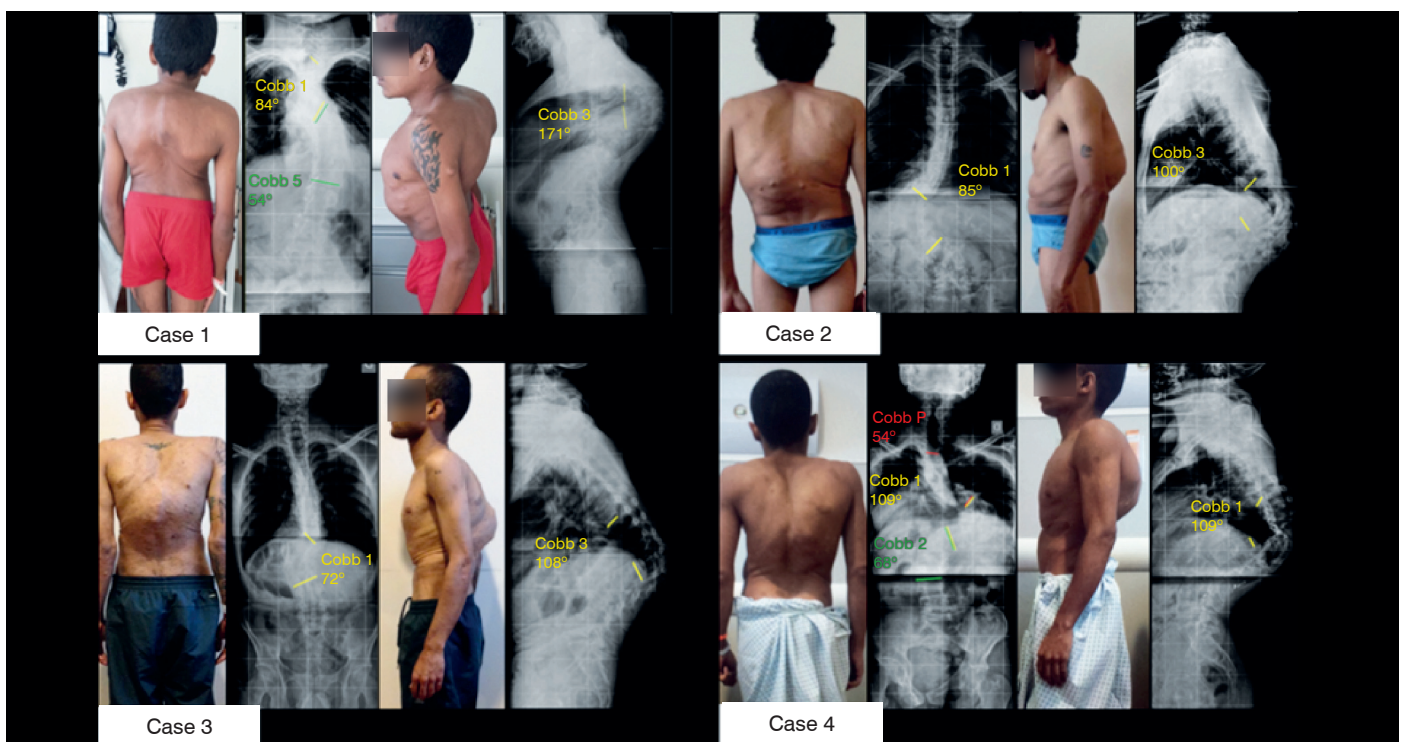 Cobb 1
84°
Cobb 5
54°
Cobb 3
171°
Case 1
Cobb 1
85°
Cobb 3
100°
Case 2
Cobb 1
72°
Cobb 3
108°
Case 3
Cobb P
54°
Cobb 1
109°
Cobb 2
68°
Cobb 1
109°
Case 4